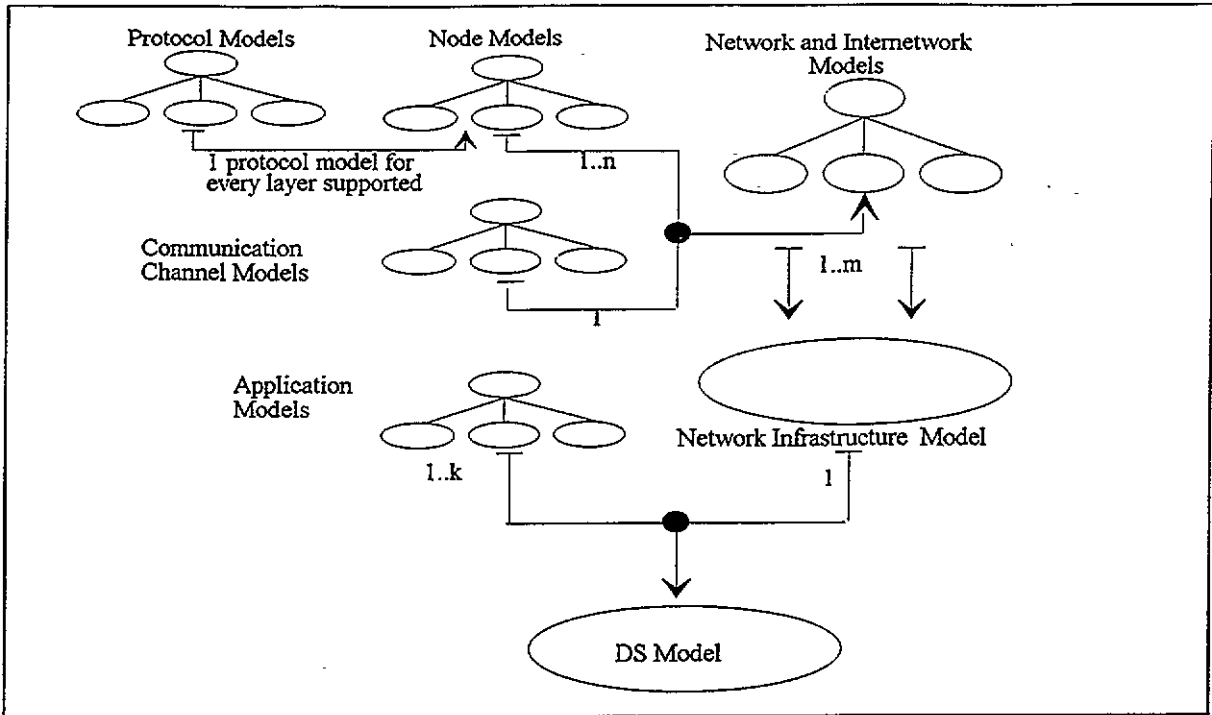 Protocol Models
Node Models
Network and Internetwork
Models
1 protocol model for
every layer supported
1..n
Communication
Channel Models
1
1..m
Application
Models
Network Infrastructure Model
1..k
1
DS Model